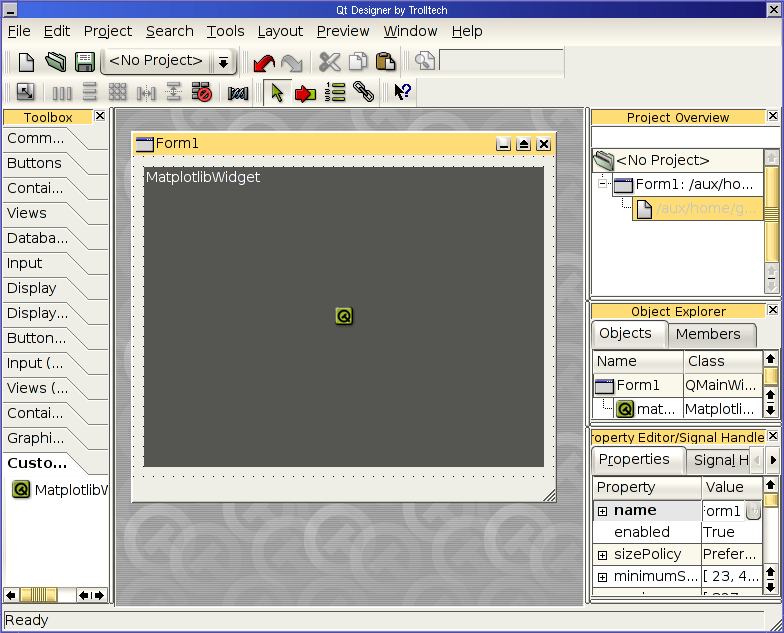 Qt Designer by Trolltech
File Edit Project Search Tools Layout Preview Window Help
<No Project>
Toolbox
Comm...
Buttons
Contai...
Views
Databa...
Input
Display
Display...
Button...
Input (...
Views (...
Contai...
Graphi...
Custo...
MatplotlibW
Form1
MatplotlibWidget
Project Overview
<No Project>
Form1: /aux/ho...
/aux/home/g...
Object Explorer
Objects Members
Name Class
Form1 QMainWi...
mat... Matplotli...
roperty Editor/Signal Handle
Properties Signal H
Property Value
name Form1
enabled True
sizePolicy Prefer...
minimumS... [ 23, 4...
Ready